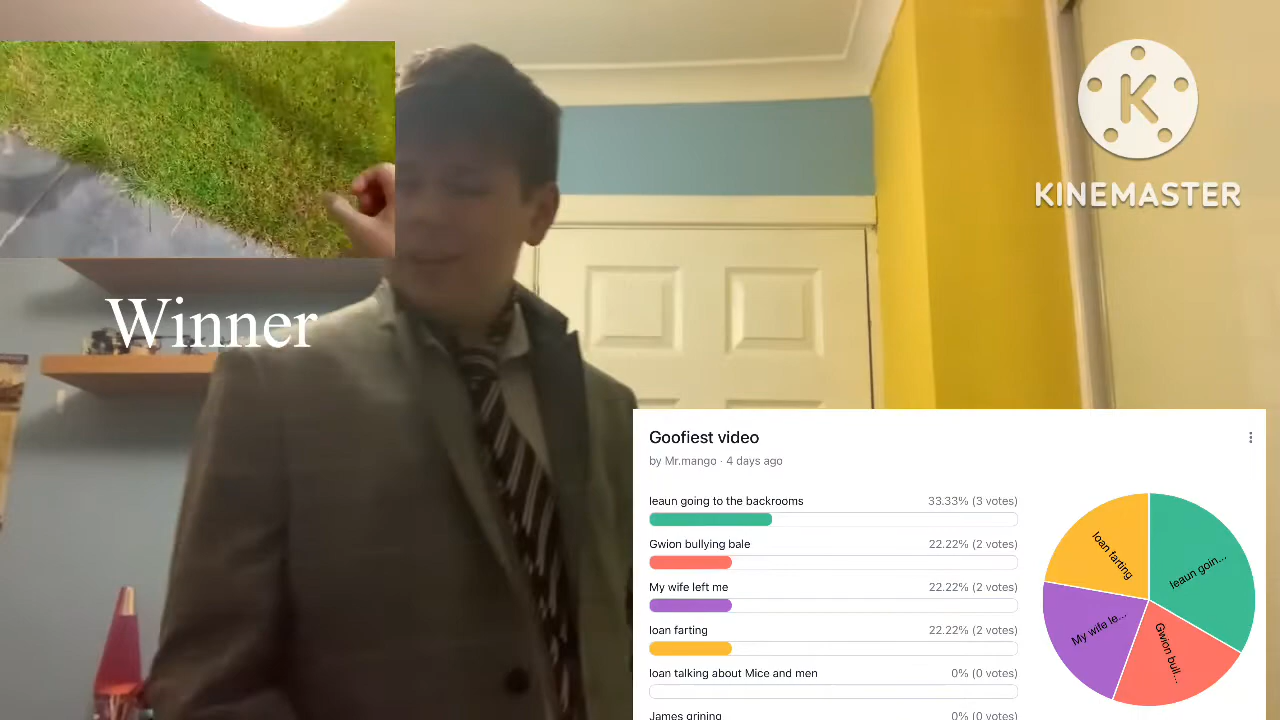 K
KINEMASTER
Winner
Goofiest video
by Mr.mango · 4 days ago
Ieaun going to the backrooms 33.33% (3 votes)
Gwion bullying bale 22.22% (2 votes)
My wife left me 22.22% (2 votes)
Ioan farting 22.22% (2 votes)
Ioan talking about Mice and men 0% (0 votes)
James grining 0% (0 votes)
Ioan farting
Ieaun goin...
My wife le...
Gwion bull...